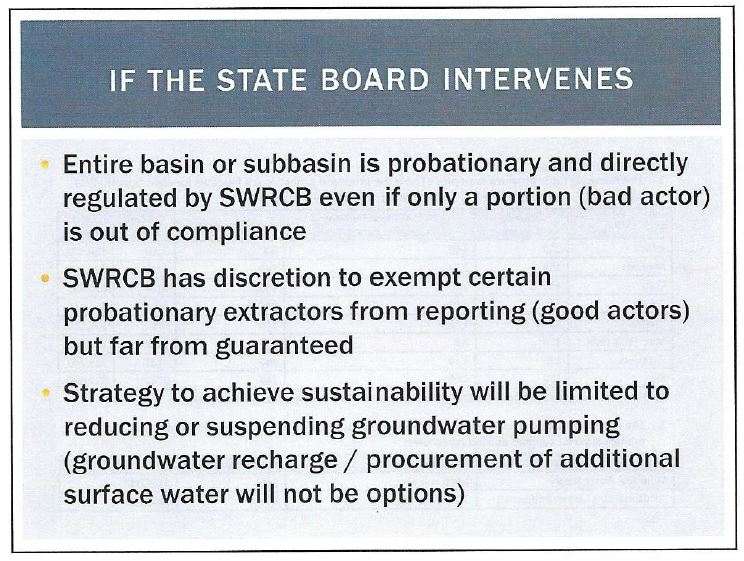 IF THE STATE BOARD INTERVENES
• Entire basin or subbasin is probationary and directly
regulated by SWRCB even if only a portion (bad actor)
is out of compliance
• SWRCB has discretion to exempt certain
probationary extractors from reporting (good actors)
but far from guaranteed
• Strategy to achieve sustainability will be limited to
reducing or suspending groundwater pumping
(groundwater recharge / procurement of additional
surface water will not be options)